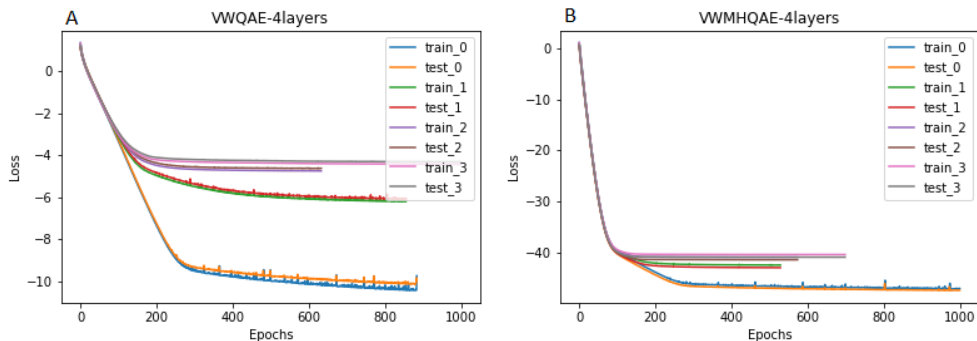 A
VWQAE-4layers
0
−2
−4
−6
−8
−10
Loss
0
200
400
600
800
1000
Epochs
train_0
test_0
train_1
test_1
train_2
test_2
train_3
test_3
B
VWMHQAE-4layers
0
−10
−20
−30
−40
Loss
0
200
400
600
800
1000
Epochs
train_0
test_0
train_1
test_1
train_2
test_2
train_3
test_3